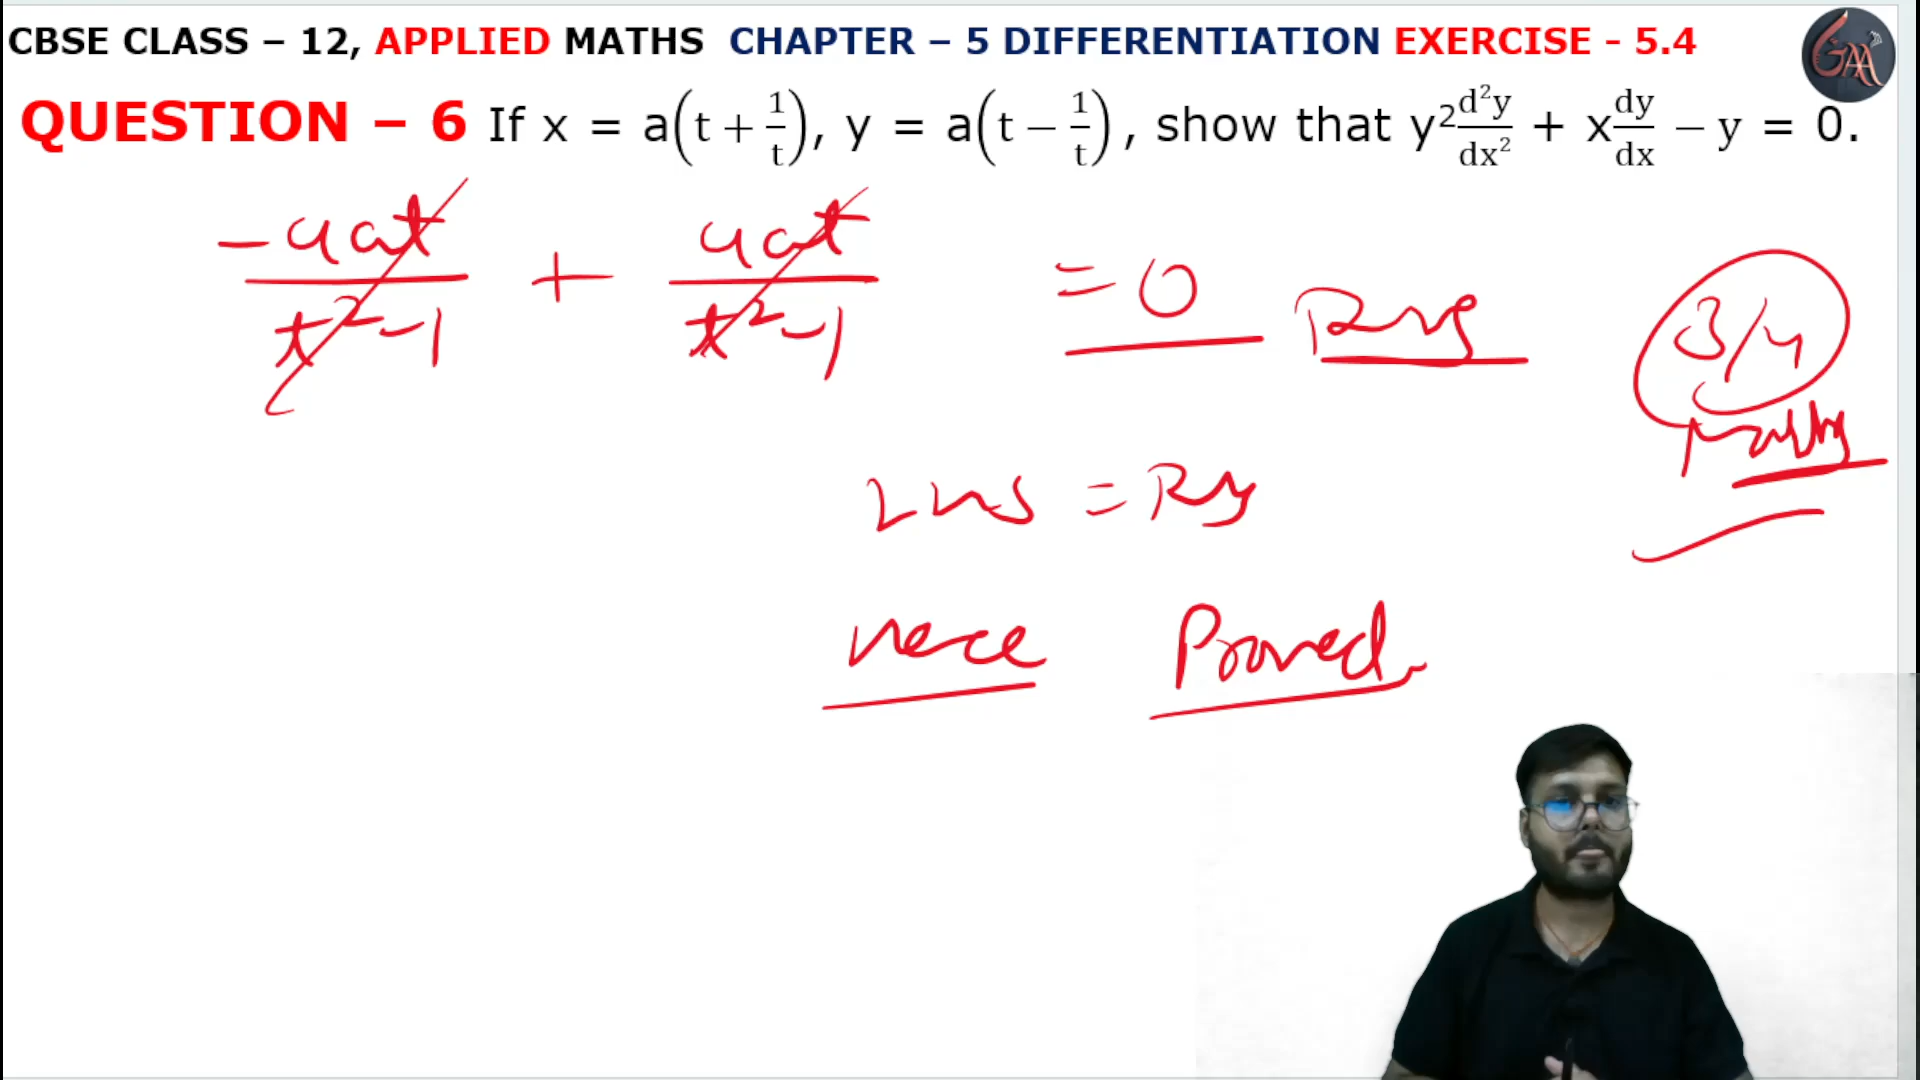 CBSE CLASS – 12, APPLIED MATHS CHAPTER – 5 DIFFERENTIATION EXERCISE - 5.4
QUESTION – 6 If x = a(t + 1/t), y = a(t − 1/t), show that y² d²y/dx² + x dy/dx − y = 0.
-4at/t²-1 + 4at/t²-1 = 0 RHS
3/4
Marks
LHS = RHS
Hence Proved